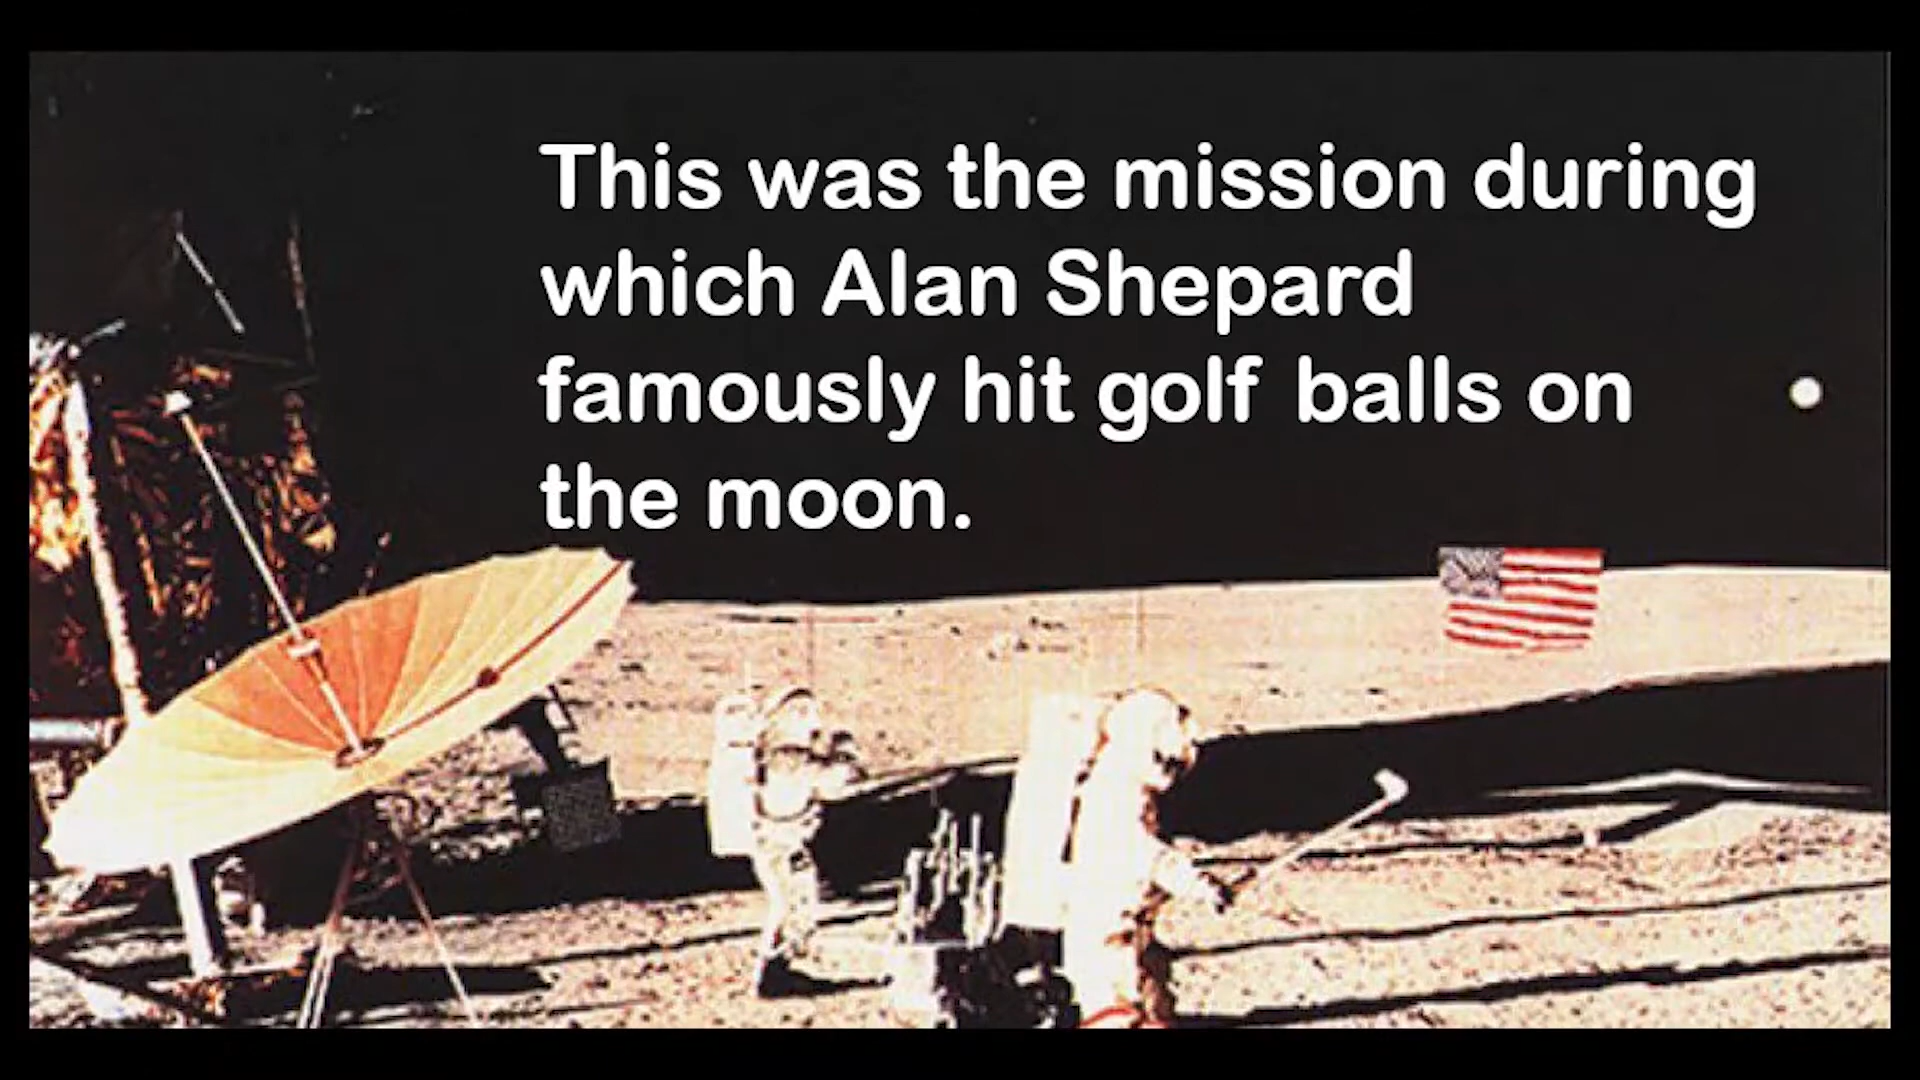 This was the mission during
which Alan Shepard
famously hit golf balls on
the moon.